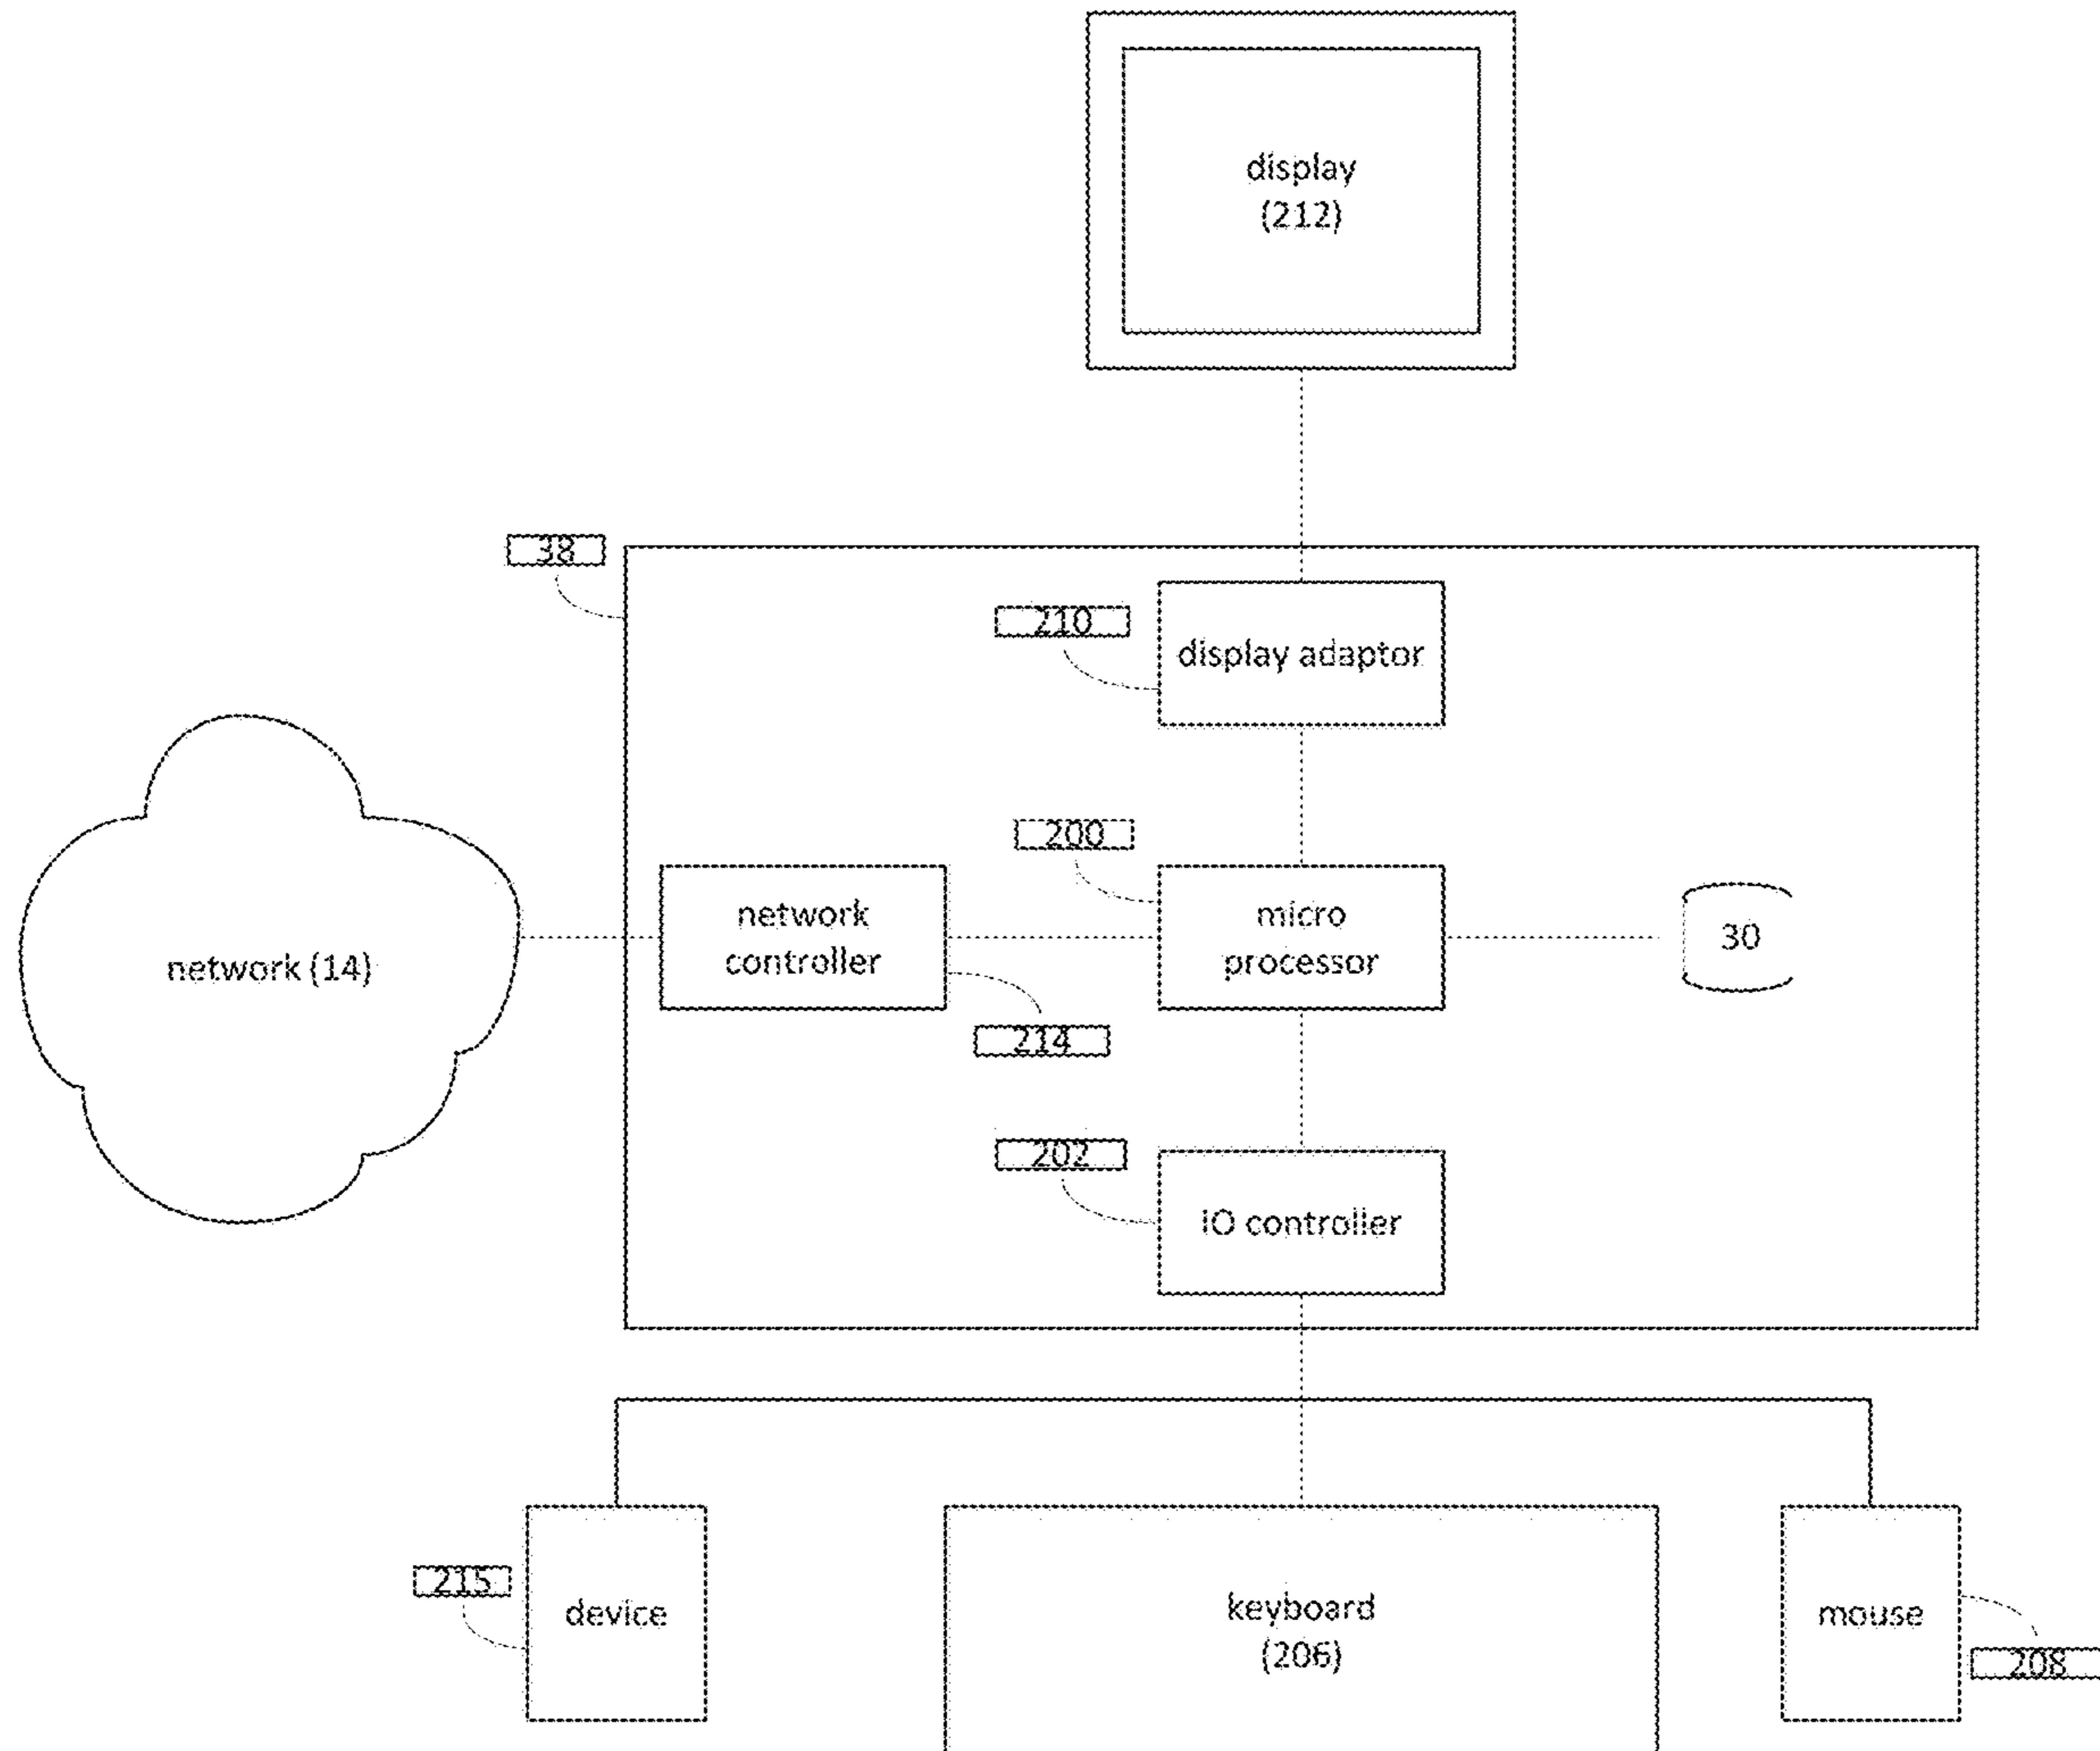 display
(212)
38
210
display adaptor
200
network
controller
micro
processor
30
network (14)
214
202
IO controller
215
device
keyboard
(206)
mouse
208